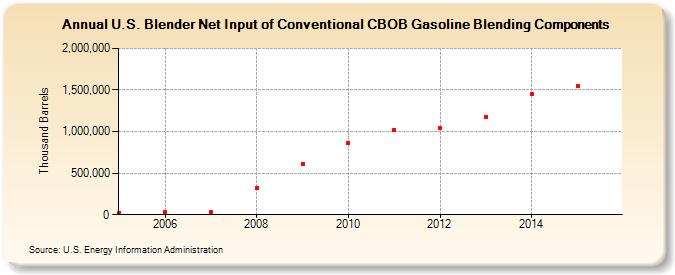 Annual U.S. Blender Net Input of Conventional CBOB Gasoline Blending Components
Thousand Barrels
2,000,000
1,500,000
1,000,000
500,000
0
2006 2008 2010 2012 2014
Source: U.S. Energy Information Administration